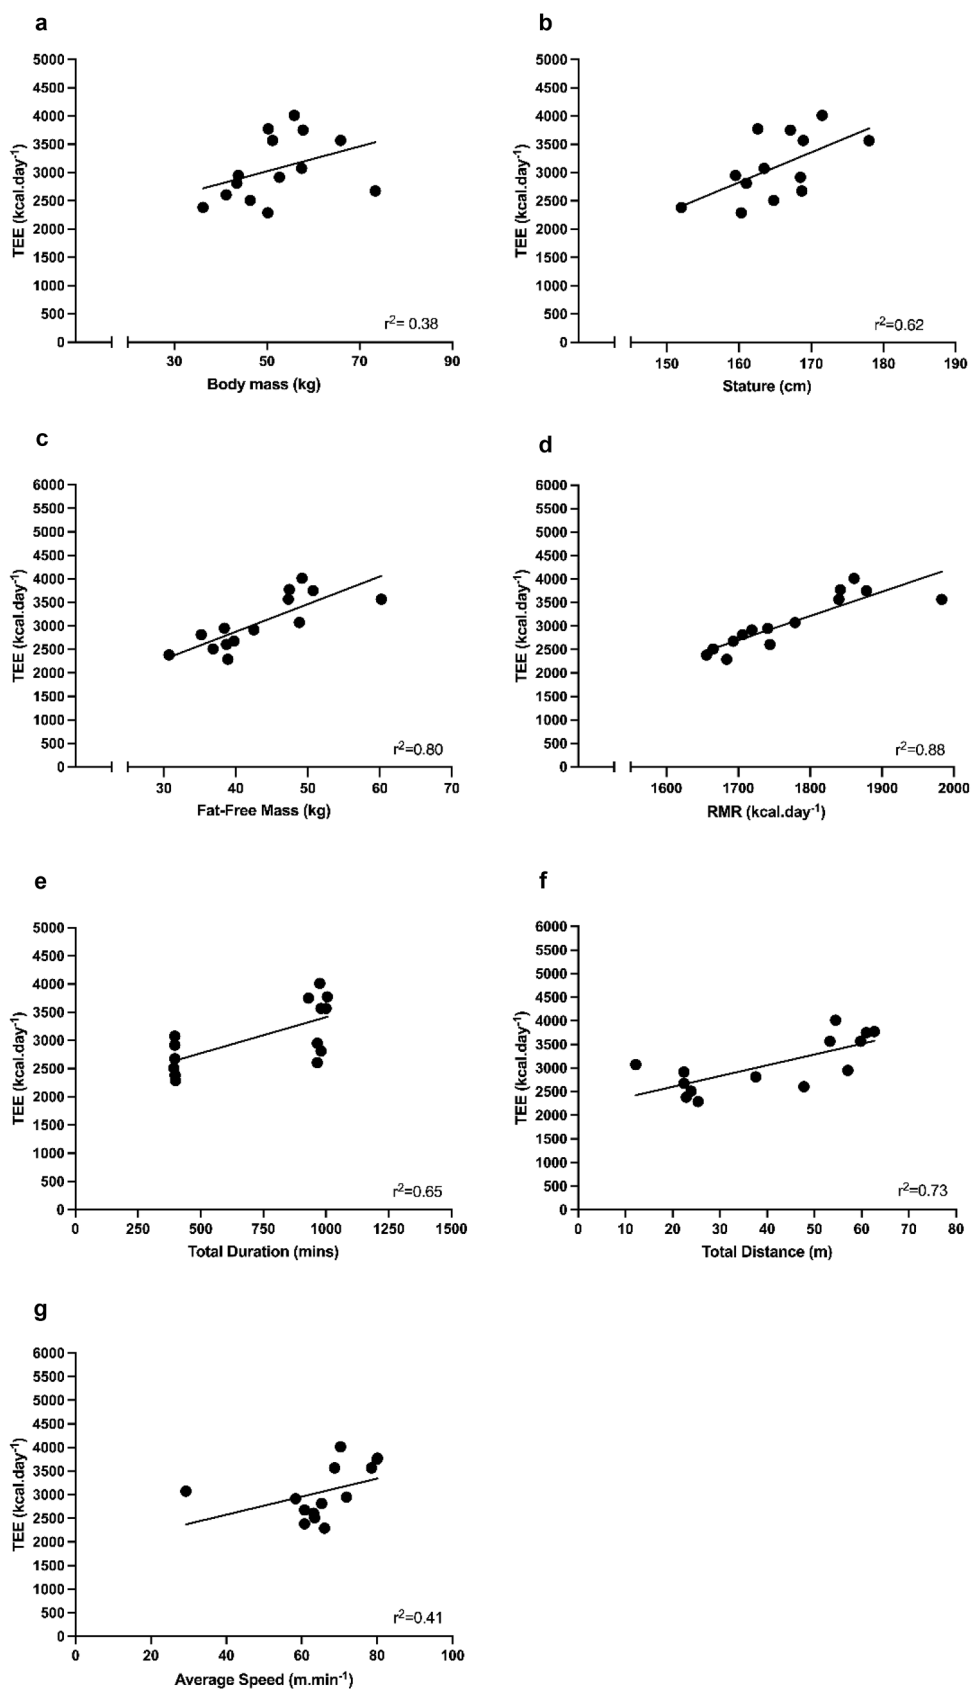 a
5000
4500
4000
3500
3000
2500
2000
1500
1000
500
0
TEE (kcal.day⁻¹)
r²= 0.38
30 50 70 90
Body mass (kg)
b
5000
4500
4000
3500
3000
2500
2000
1500
1000
500
0
TEE (kcal.day⁻¹)
r²=0.62
150 160 170 180 190
Stature (cm)
c
6000
5500
5000
4500
4000
3500
3000
2500
2000
1500
1000
500
0
TEE (kcal.day⁻¹)
r²=0.80
30 40 50 60 70
Fat-Free Mass (kg)
d
6000
5500
5000
4500
4000
3500
3000
2500
2000
1500
1000
500
0
TEE (kcal.day⁻¹)
r²=0.88
1600 1700 1800 1900 2000
RMR (kcal.day⁻¹)
e
5000
4500
4000
3500
3000
2500
2000
1500
1000
500
0
TEE (kcal.day⁻¹)
r²=0.65
0 500 750 1000 1250 1500
Total Duration (mins)
f
6000
5500
5000
4500
4000
3500
3000
2500
2000
1500
1000
500
0
TEE (kcal.day⁻¹)
r²=0.73
0 10 20 30 40 50 60 70 80
Total Distance (m)
g
6000
5500
5000
4500
4000
3500
3000
2500
2000
1500
1000
500
0
TEE (kcal.day⁻¹)
r²=0.41
0 20 40 60 80 100
Average Speed (m.min⁻¹)